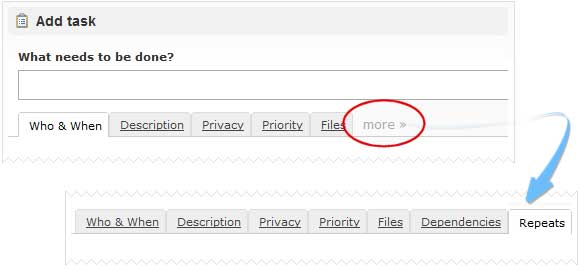 Add task
What needs to be done?
Who & When Description Privacy Priority Files more »
Who & When Description Privacy Priority Files Dependencies Repeats